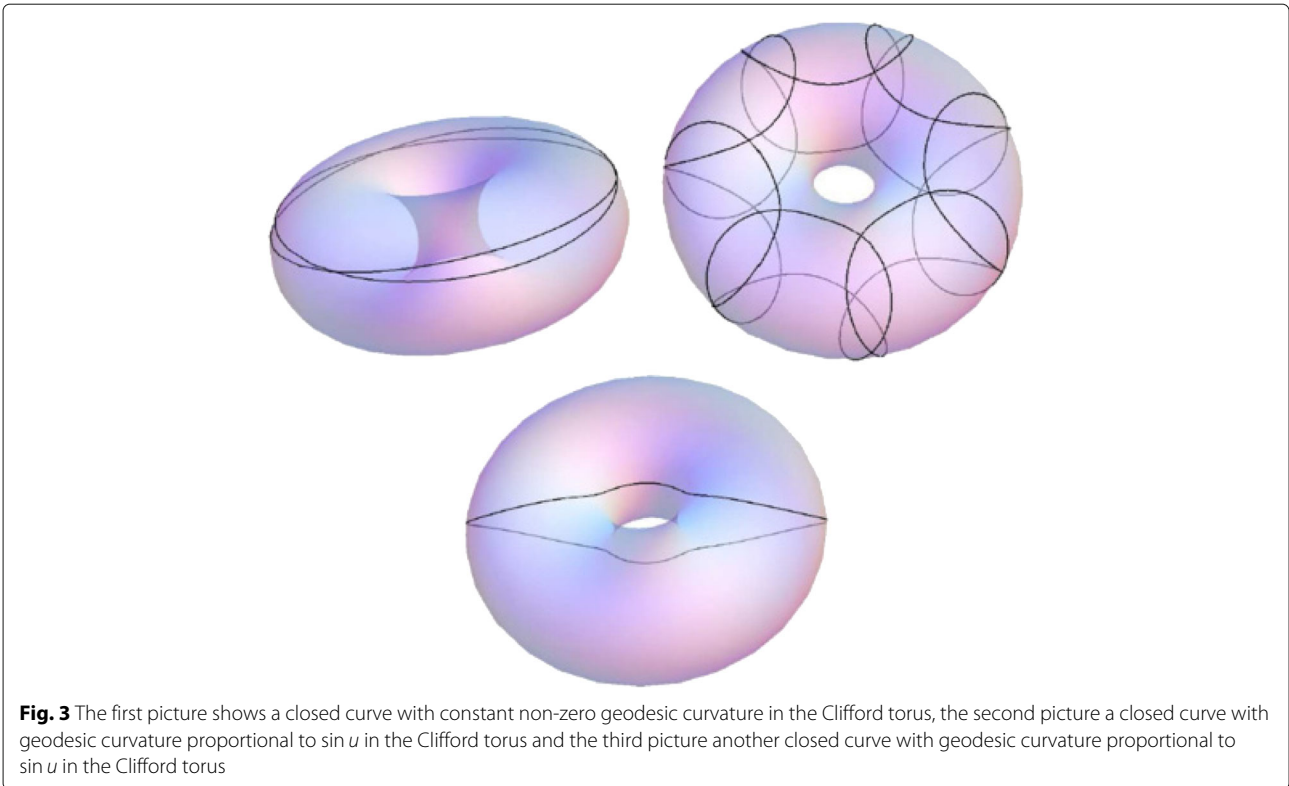 Fig. 3 The first picture shows a closed curve with constant non-zero geodesic curvature in the Clifford torus, the second picture a closed curve with
geodesic curvature proportional to sin u in the Clifford torus and the third picture another closed curve with geodesic curvature proportional to
sin u in the Clifford torus